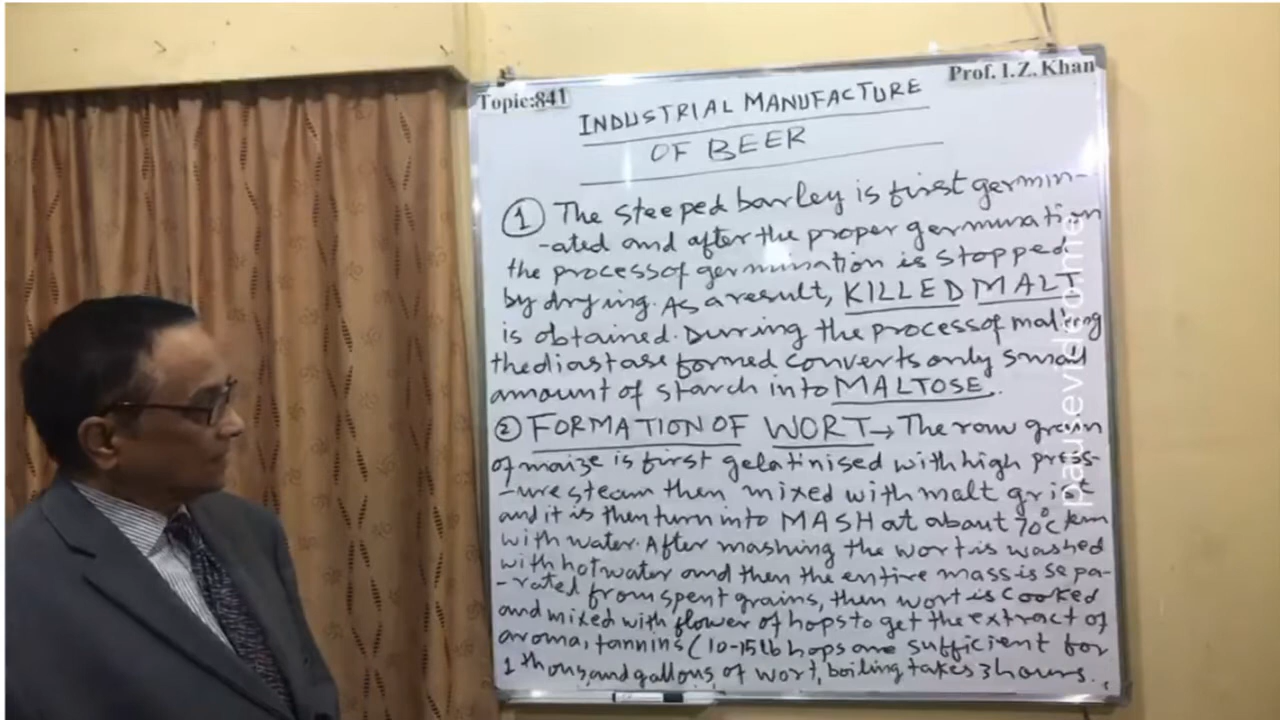 Topic:841
Prof. I.Z. Khan
INDUSTRIAL MANUFACTURE
OF BEER
① The steeped barley is first germin-
-ated and after the proper germination
the process of germination is stopped
by drying. As a result, KILLED MALT
is obtained. During the process of malting
the diastase formed converts only small
amount of starch into MALTOSE.
② FORMATION OF WORT → The raw grain
of maize is first gelatinised with high press-
-ure steam then mixed with malt grist
and it is then turn into MASH at about 70°C
with water. After mashing the wort is washed
with hot water and then the entire mass is sepa-
-rated from spent grains, then wort is cooked
and mixed with flower of hops to get the extract of
aroma, tannins (10-15 lb hops are sufficient for
1 thousand gallons of wort, boiling takes 3 hours.
pausevideo.me